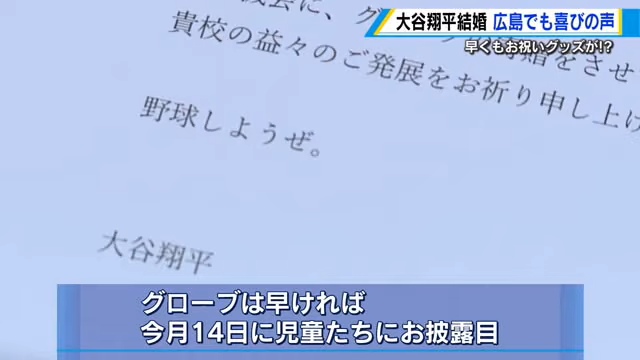 大谷翔平結婚 広島でも喜びの声
早くもお祝いグッズが!?
貴校の益々のご発展をお祈り申し上げ
野球しようぜ。
大谷翔平
グローブは早ければ
今月14日に児童たちにお披露目